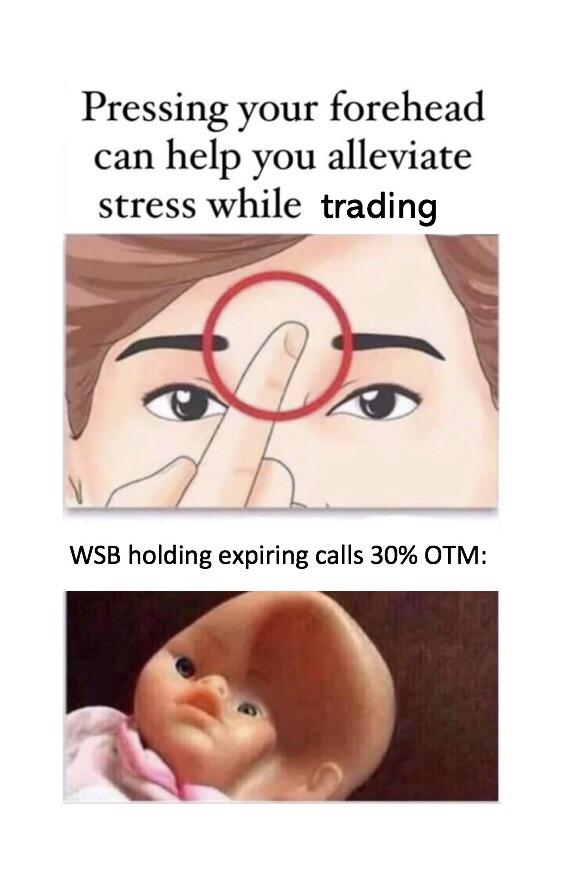 Pressing your forehead
can help you alleviate
stress while trading
WSB holding expiring calls 30% OTM: